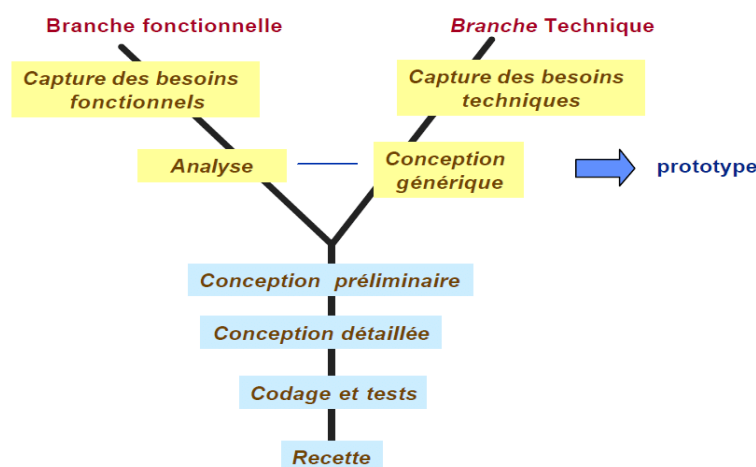 Branche fonctionnelle
Branche Technique
Capture des besoins
fonctionnels
Capture des besoins
techniques
Analyse
Conception
générique
prototype
Conception préliminaire
Conception détaillée
Codage et tests
Recette